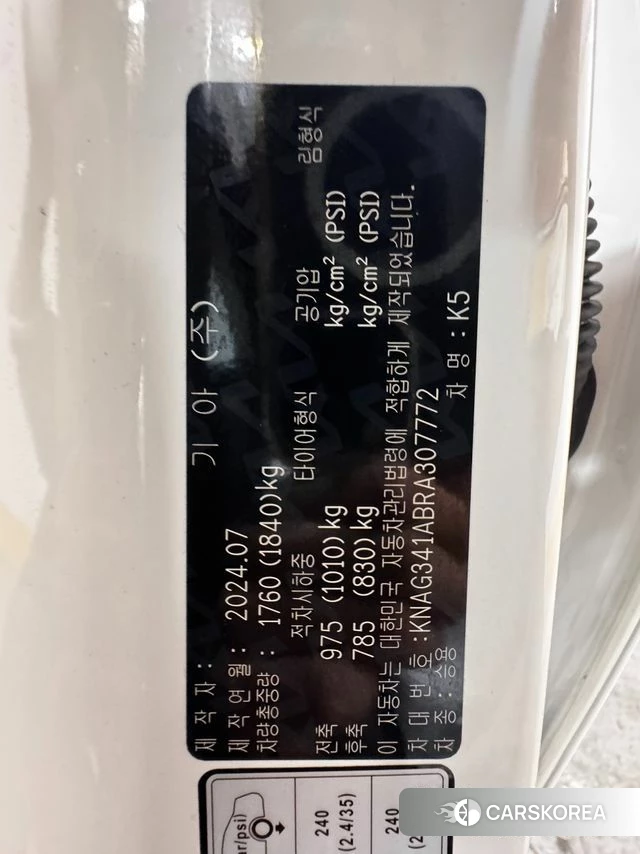 제 작 자 : 기 아 (주)
제 작 연 월 : 2024.07
차량총중량 : 1760 (1840)kg
적차시하중 타이어형식 공기압 림형식
전축 975 (1010)kg kg/cm² (PSI)
후축 785 (830)kg kg/cm² (PSI)
이 자동차는 대한민국 자동차관리법령에 적합하게 제작되었습니다.
차 대 번 호 :KNAG341ABRA307772
차 종 : 승용 차 명 : K5
240
(2.4/35)
240
CARSKOREA